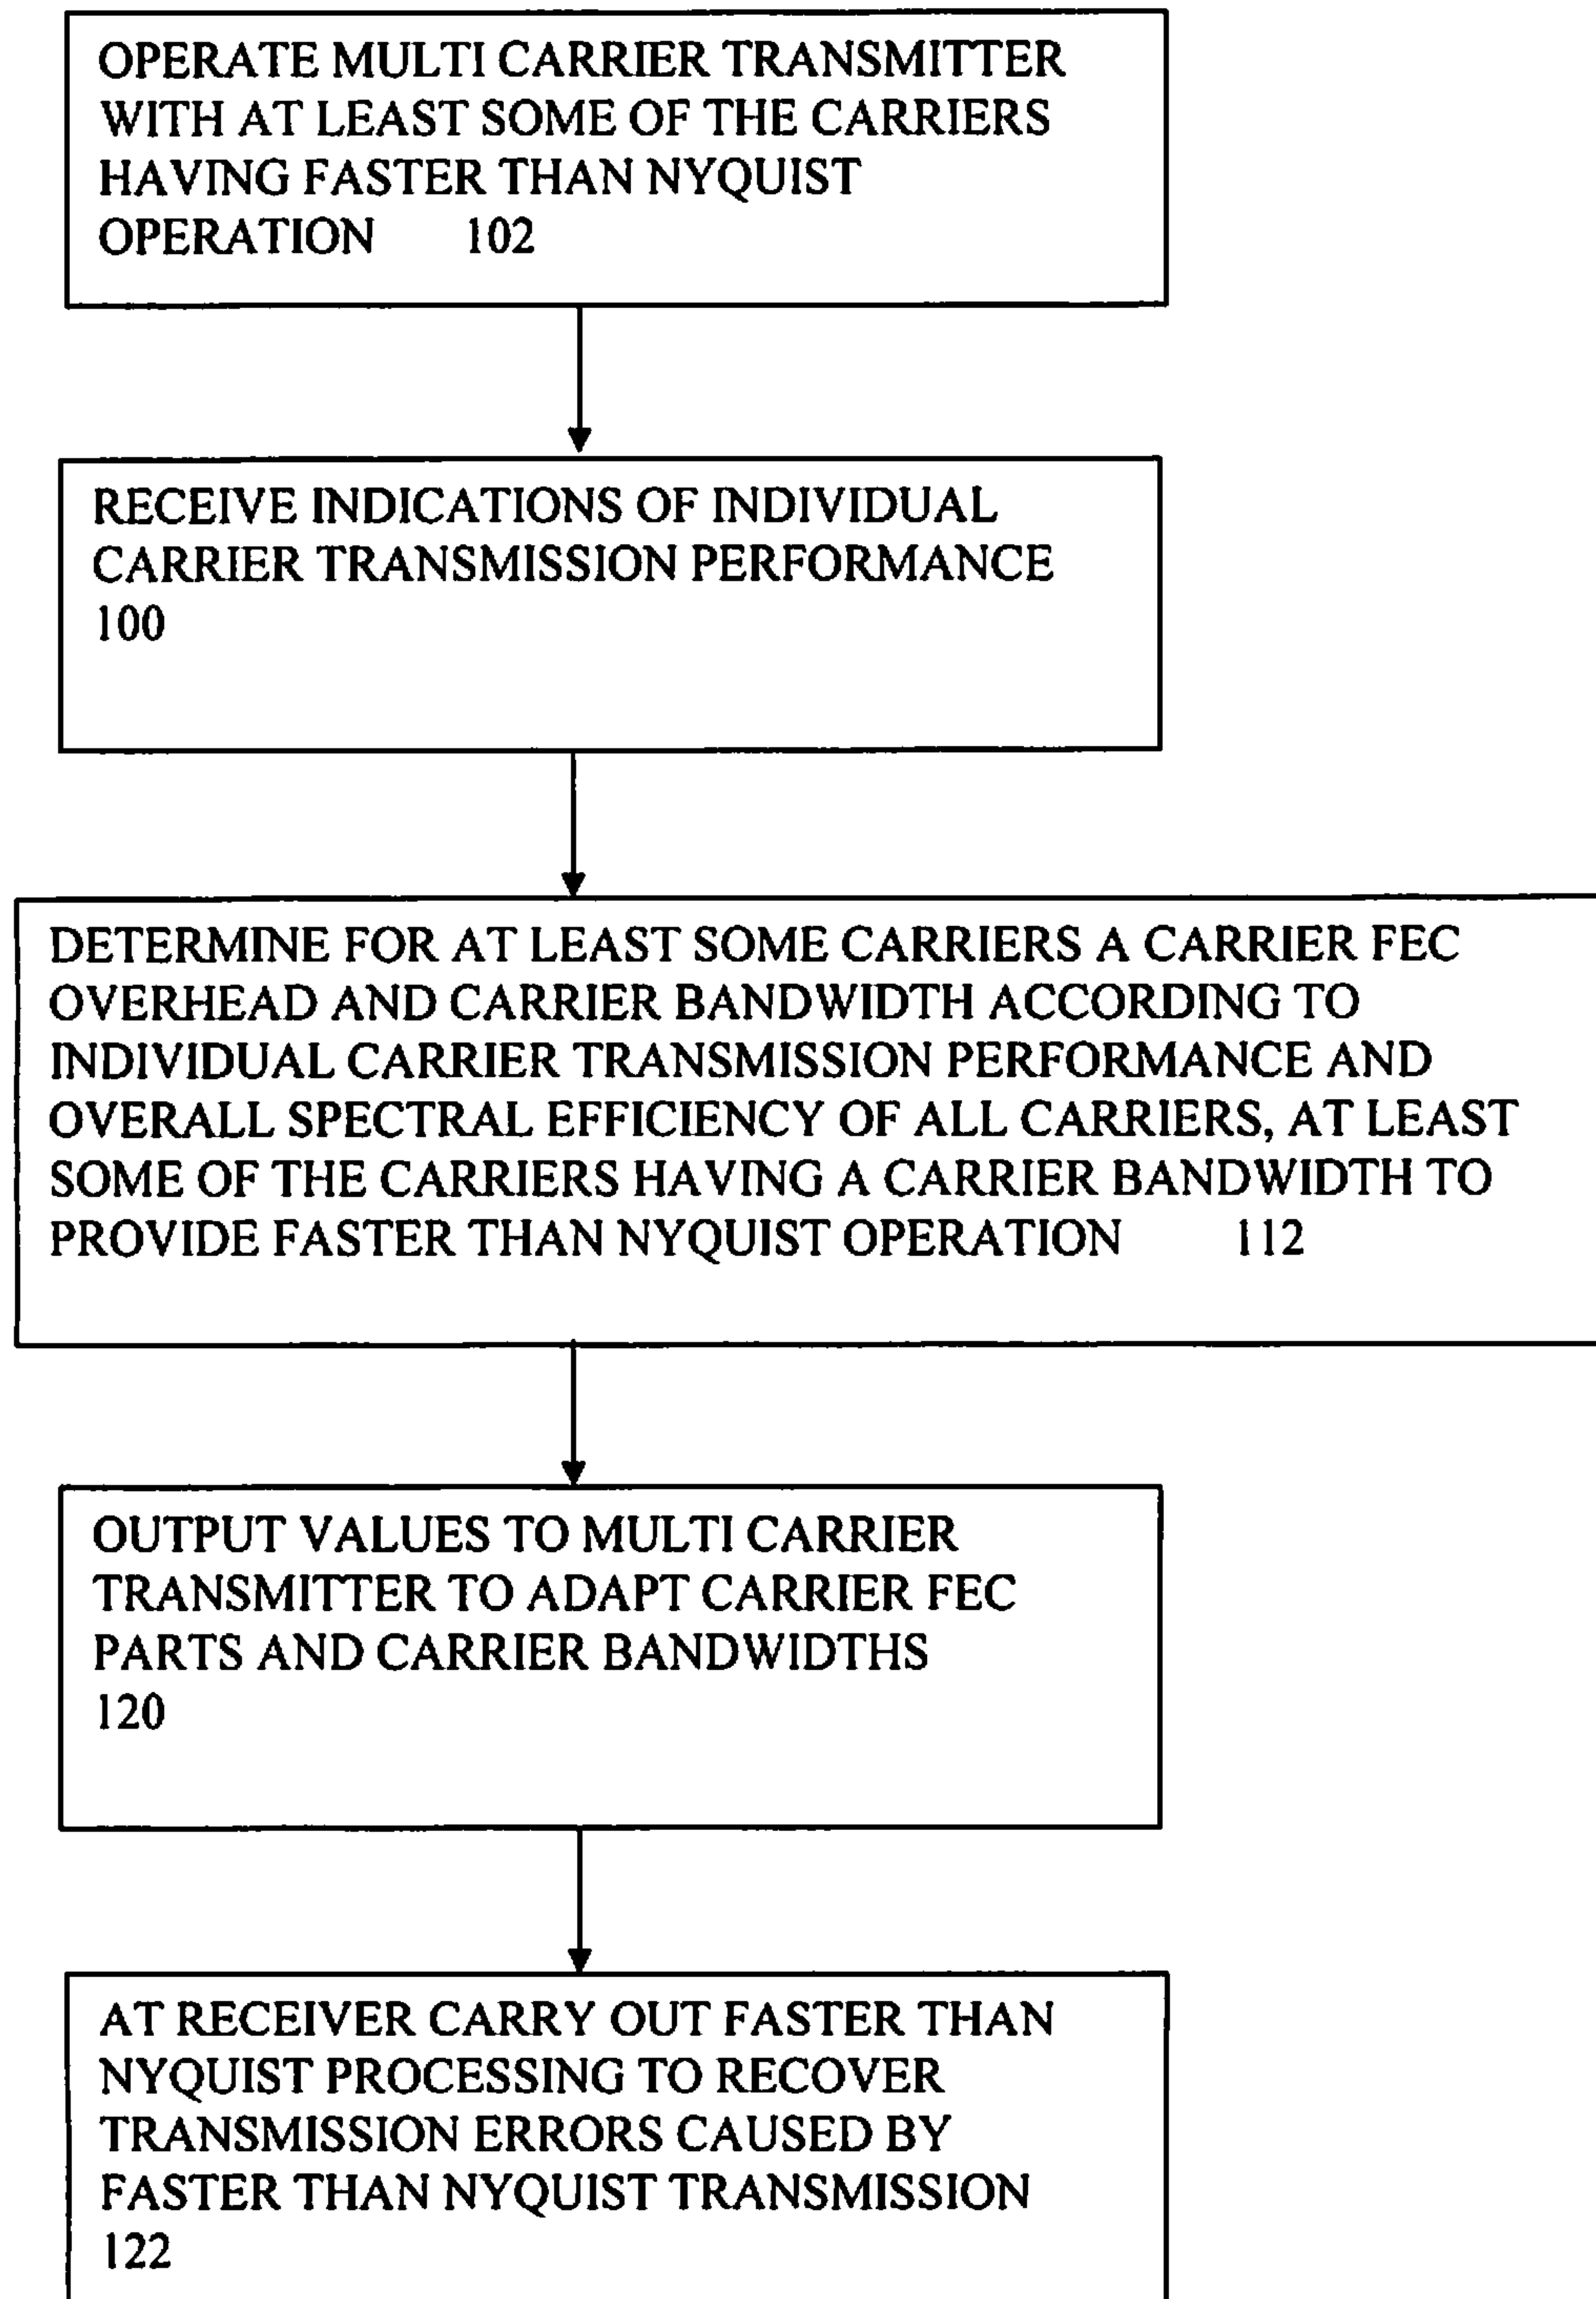 OPERATE MULTI CARRIER TRANSMITTER
WITH AT LEAST SOME OF THE CARRIERS
HAVING FASTER THAN NYQUIST
OPERATION 102
RECEIVE INDICATIONS OF INDIVIDUAL
CARRIER TRANSMISSION PERFORMANCE
100
DETERMINE FOR AT LEAST SOME CARRIERS A CARRIER FEC
OVERHEAD AND CARRIER BANDWIDTH ACCORDING TO
INDIVIDUAL CARRIER TRANSMISSION PERFORMANCE AND
OVERALL SPECTRAL EFFICIENCY OF ALL CARRIERS, AT LEAST
SOME OF THE CARRIERS HAVING A CARRIER BANDWIDTH TO
PROVIDE FASTER THAN NYQUIST OPERATION 112
OUTPUT VALUES TO MULTI CARRIER
TRANSMITTER TO ADAPT CARRIER FEC
PARTS AND CARRIER BANDWIDTHS
120
AT RECEIVER CARRY OUT FASTER THAN
NYQUIST PROCESSING TO RECOVER
TRANSMISSION ERRORS CAUSED BY
FASTER THAN NYQUIST TRANSMISSION
122